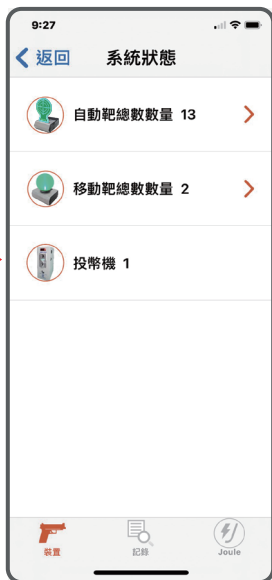 9:27
返回 系統狀態
自動靶總數數量 13
移動靶總數數量 2
投幣機 1
裝置 記錄 Joule